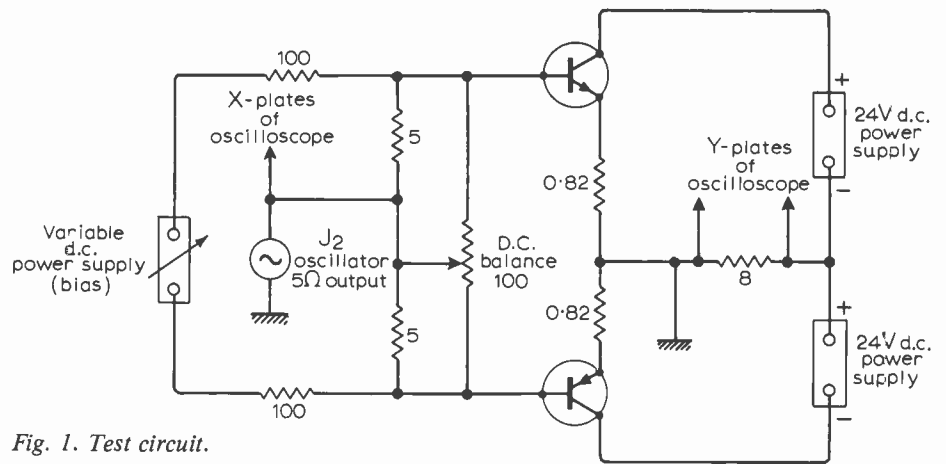 100
X-plates
of
oscilloscope
5
+
24V d.c.
power
supply
-
Y-plates
of
oscilloscope
0·82
Variable
d.c.
power supply
(bias)
J2
oscillator
5Ω output
D.C.
balance
100
8
0·82
5
+
24V d.c.
power
supply
-
100
Fig. 1. Test circuit.